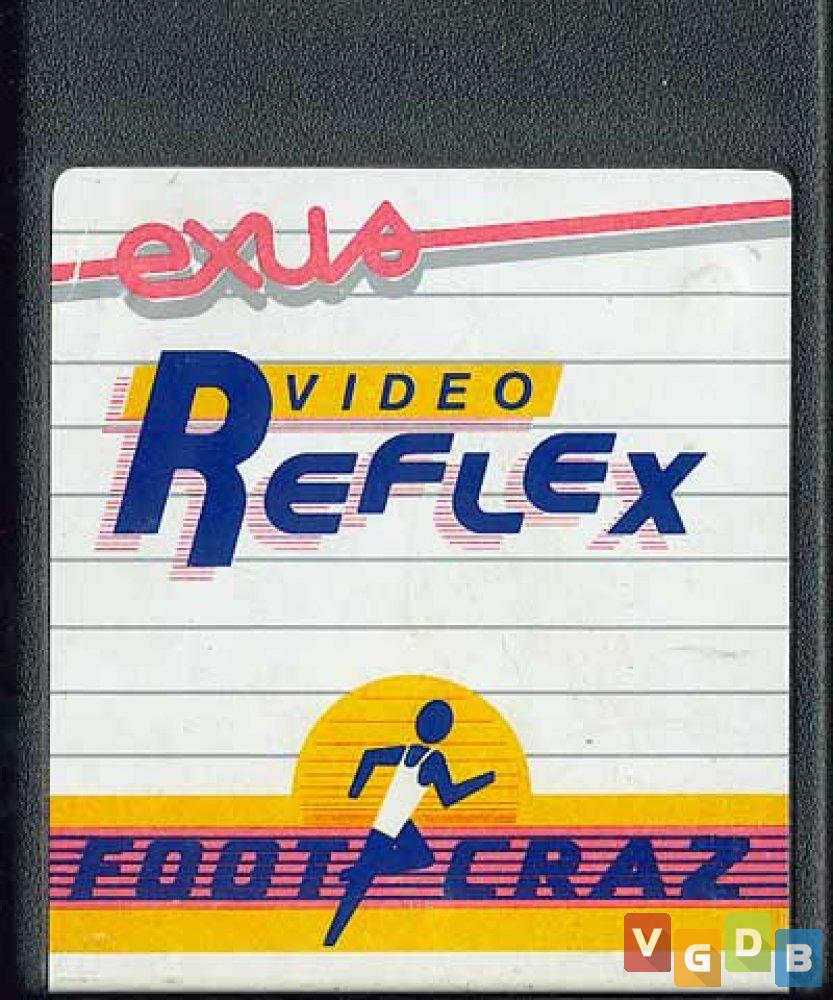 exus
VIDEO
REFLEX
FOOT CRAZ
VGDB